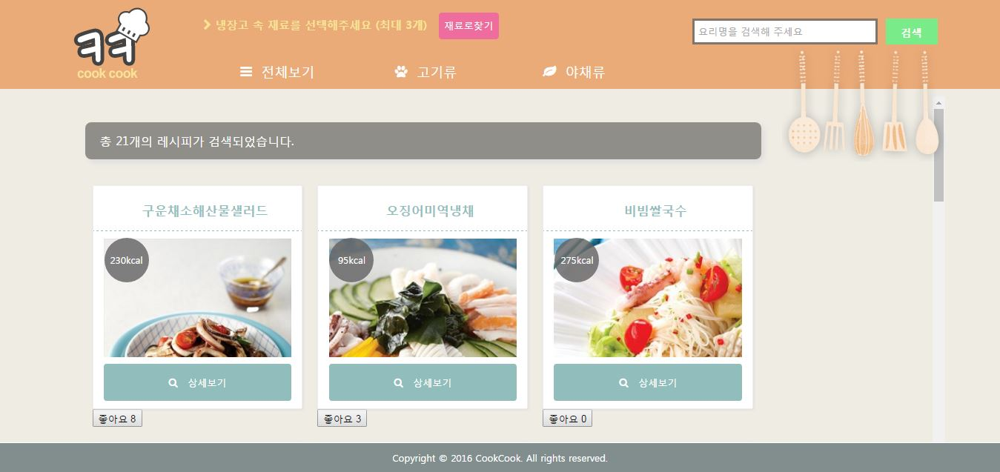 쿡쿡
cook cook
냉장고 속 재료를 선택해주세요 (최대 3개)
재료로찾기
요리명을 검색해 주세요
검색
전체보기
고기류
야채류
총 21개의 레시피가 검색되었습니다.
구운채소해산물샐러드
오징어미역냉채
비빔쌀국수
230kcal
95kcal
275kcal
상세보기
상세보기
상세보기
좋아요 8
좋아요 3
좋아요 0
Copyright © 2016 CookCook. All rights reserved.